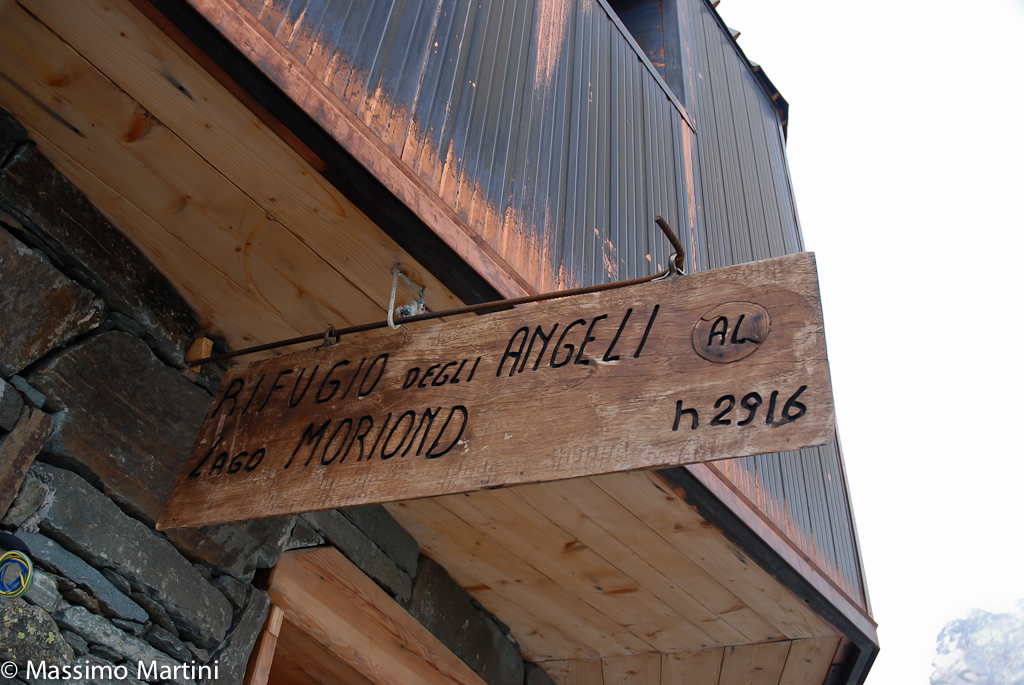 RIFUGIO DEGLI ANGELI AL
LAGO MORIOND h 2916
© Massimo Martini